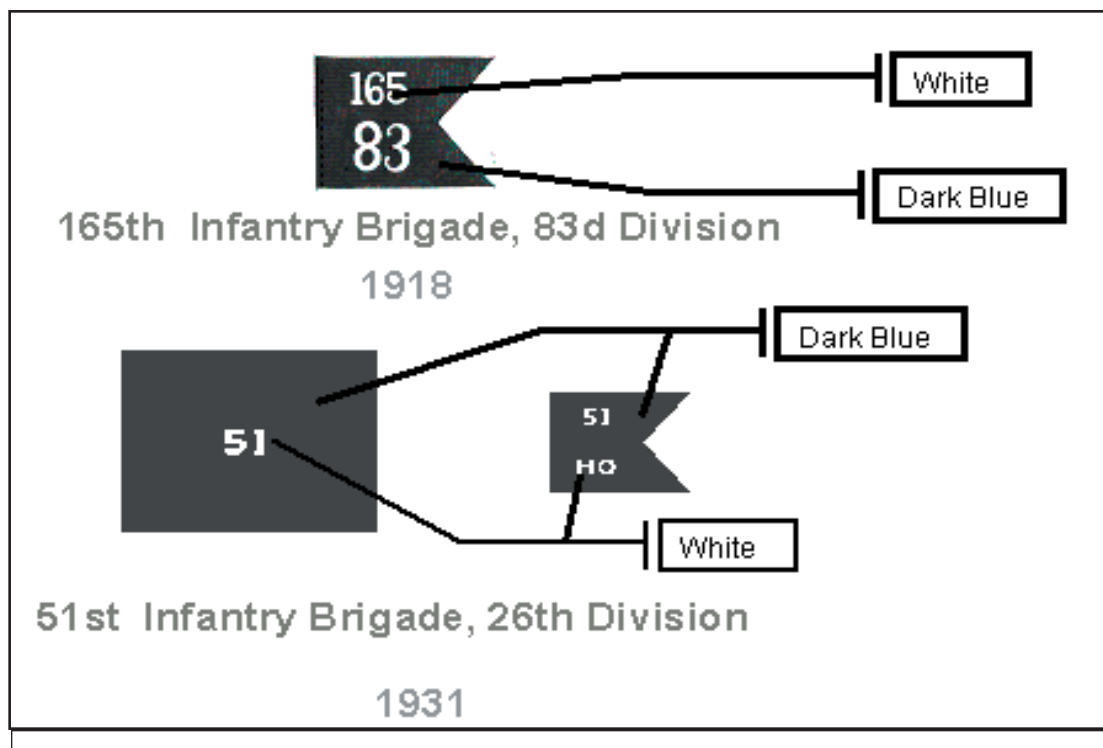 165
83
White
Dark Blue
165th Infantry Brigade, 83d Division
1918
Dark Blue
51
51
HQ
White
51st Infantry Brigade, 26th Division
1931